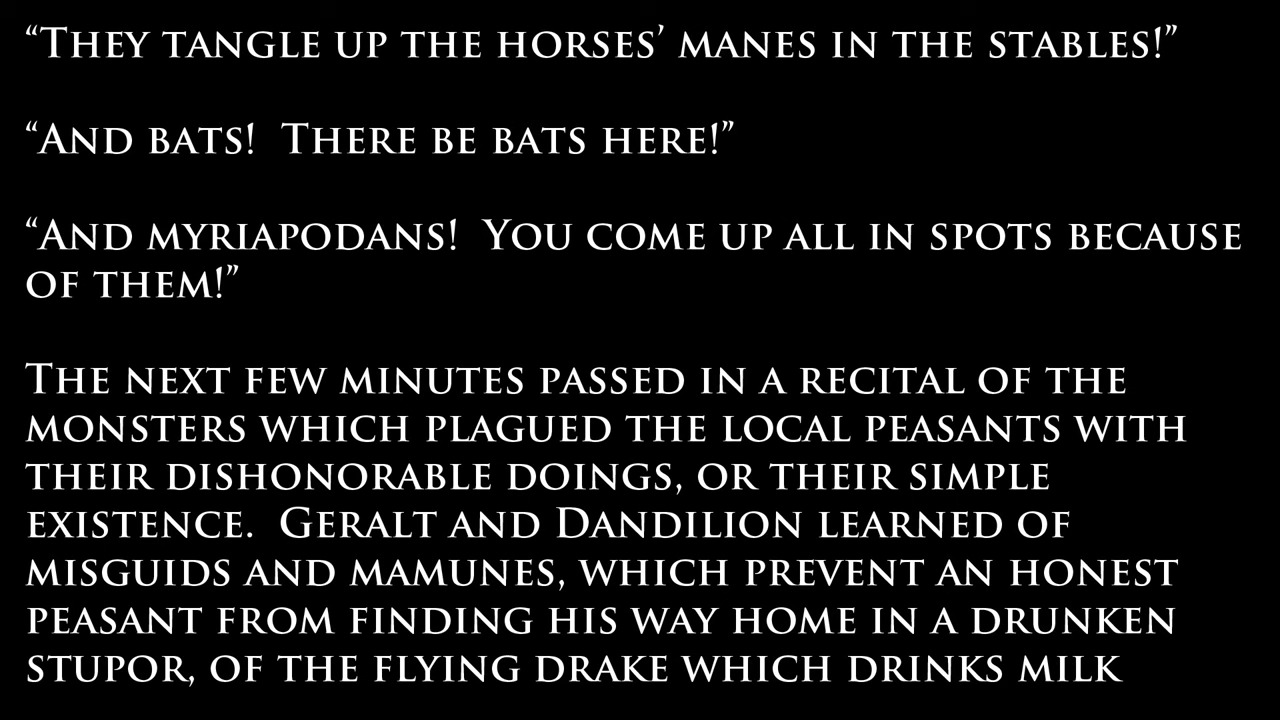 “They tangle up the horses’ manes in the stables!”
“And bats!  There be bats here!”
“And myriapodans!  You come up all in spots because
of them!”
The next few minutes passed in a recital of the
monsters which plagued the local peasants with
their dishonorable doings, or their simple
existence.  Geralt and Dandilion learned of
misguids and mamunes, which prevent an honest
peasant from finding his way home in a drunken
stupor, of the flying drake which drinks milk